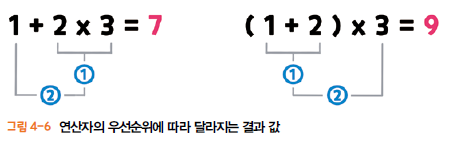 1 + 2 x 3 = 7
( 1 + 2 ) x 3 = 9
①
②
①
②
그림 4-6 연산자의 우선순위에 따라 달라지는 결과 값